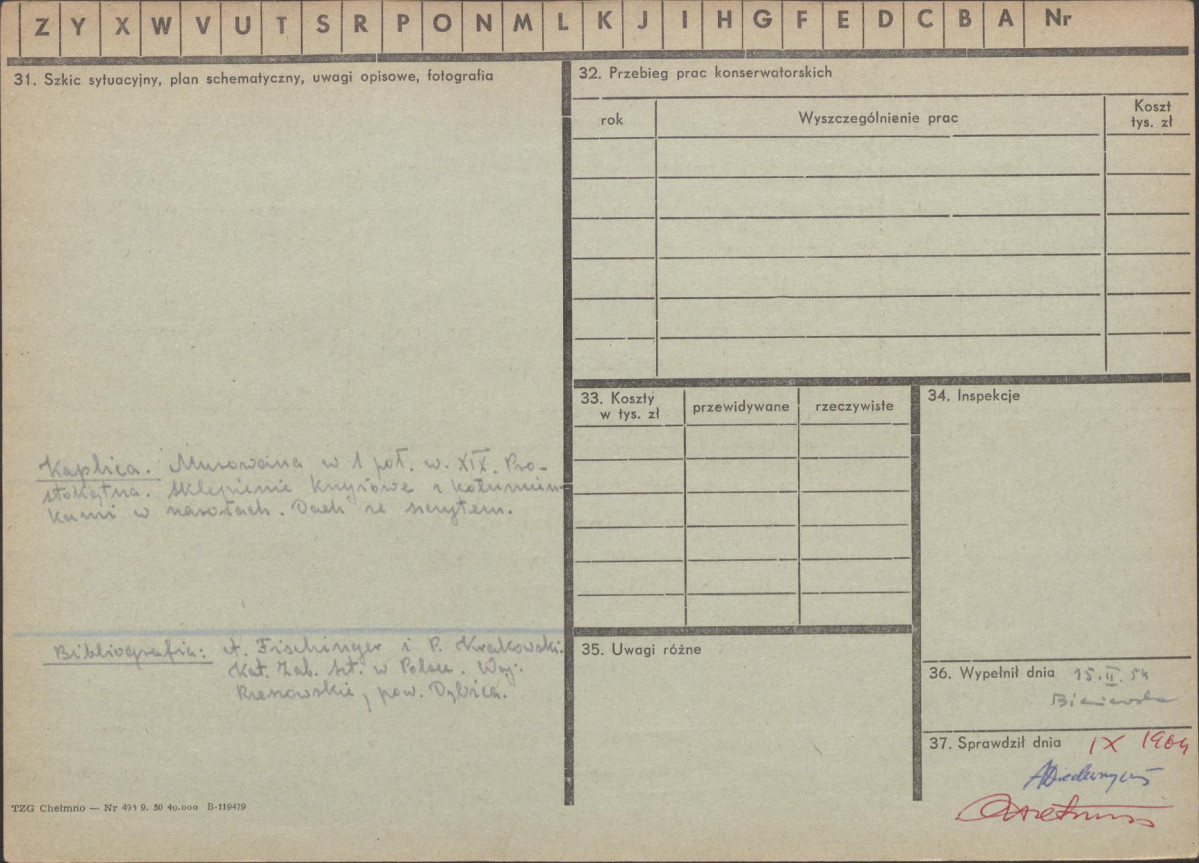 Z Y X W V U T S R P O N M L K J I H G F E D C B A Nr
31. Szkic sytuacyjny, plan schematyczny, uwagi opisowe, fotografia
Kaplica. Murowana w 1 poł. w. XIX. Pro-
stokątna. Sklepienie krzyżowe z kolumien-
kami w narożach. Dach ze szczytem.
Bibliografia: A. Fischinger i P. Krakowski.
Kat. Zab. Szt. w Polsce. Woj.
Rzeszowskie, pow. Dębica.
TZG Chełmno — Nr 495 9. 50 40.000 B-119479
32. Przebieg prac konserwatorskich
rok Wyszczególnienie prac Koszt
tys. zł
33. Koszty
w tys. zł przewidywane rzeczywiste
34. Inspekcje
35. Uwagi różne
36. Wypełnił dnia 15.II.54
37. Sprawdził dnia IX 1964